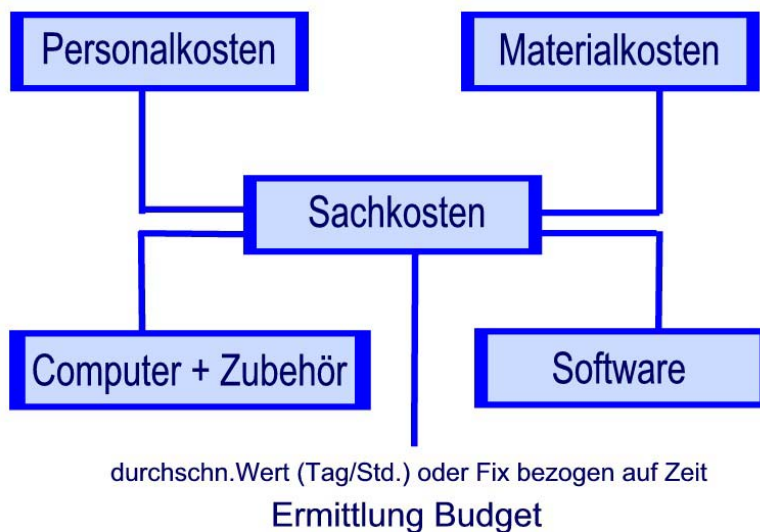 Personalkosten
Materialkosten
Sachkosten
Computer + Zubehör
Software
durchschn.Wert (Tag/Std.) oder Fix bezogen auf Zeit
Ermittlung Budget